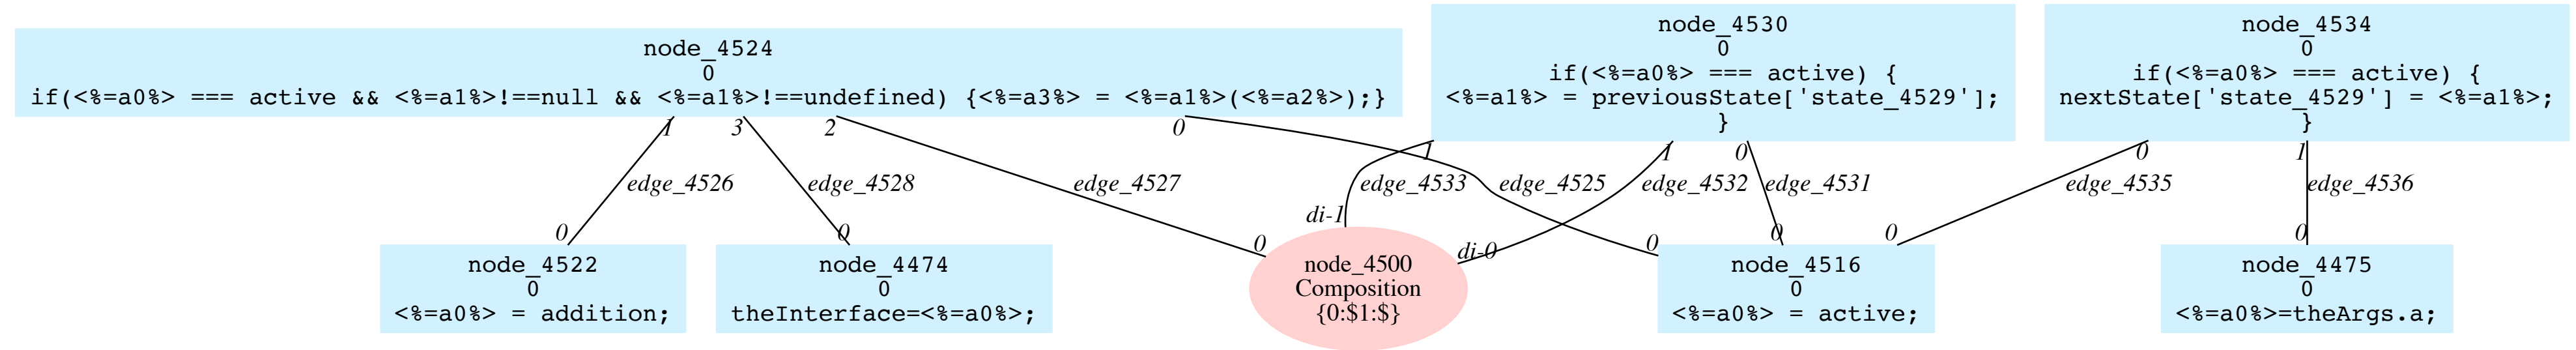 node_4524
0
if(<%=a0%> === active && <%=a1%>!==null && <%=a1%>!==undefined) {<%=a3%> = <%=a1%>(<%=a2%>);}
node_4530
0
if(<%=a0%> === active) {
<%=a1%> = previousState['state_4529'];
}
node_4534
0
if(<%=a0%> === active) {
nextState['state_4529'] = <%=a1%>;
}
1
3
2
0
1
1
0
0
1
edge_4526
edge_4528
edge_4527
edge_4533
edge_4525
edge_4532
edge_4531
edge_4535
edge_4536
0
0
0
di-1
di-0
0
0
0
0
node_4522
0
<%=a0%> = addition;
node_4474
0
theInterface=<%=a0%>;
node_4500
Composition
{0:$1:$}
node_4516
0
<%=a0%> = active;
node_4475
0
<%=a0%>=theArgs.a;